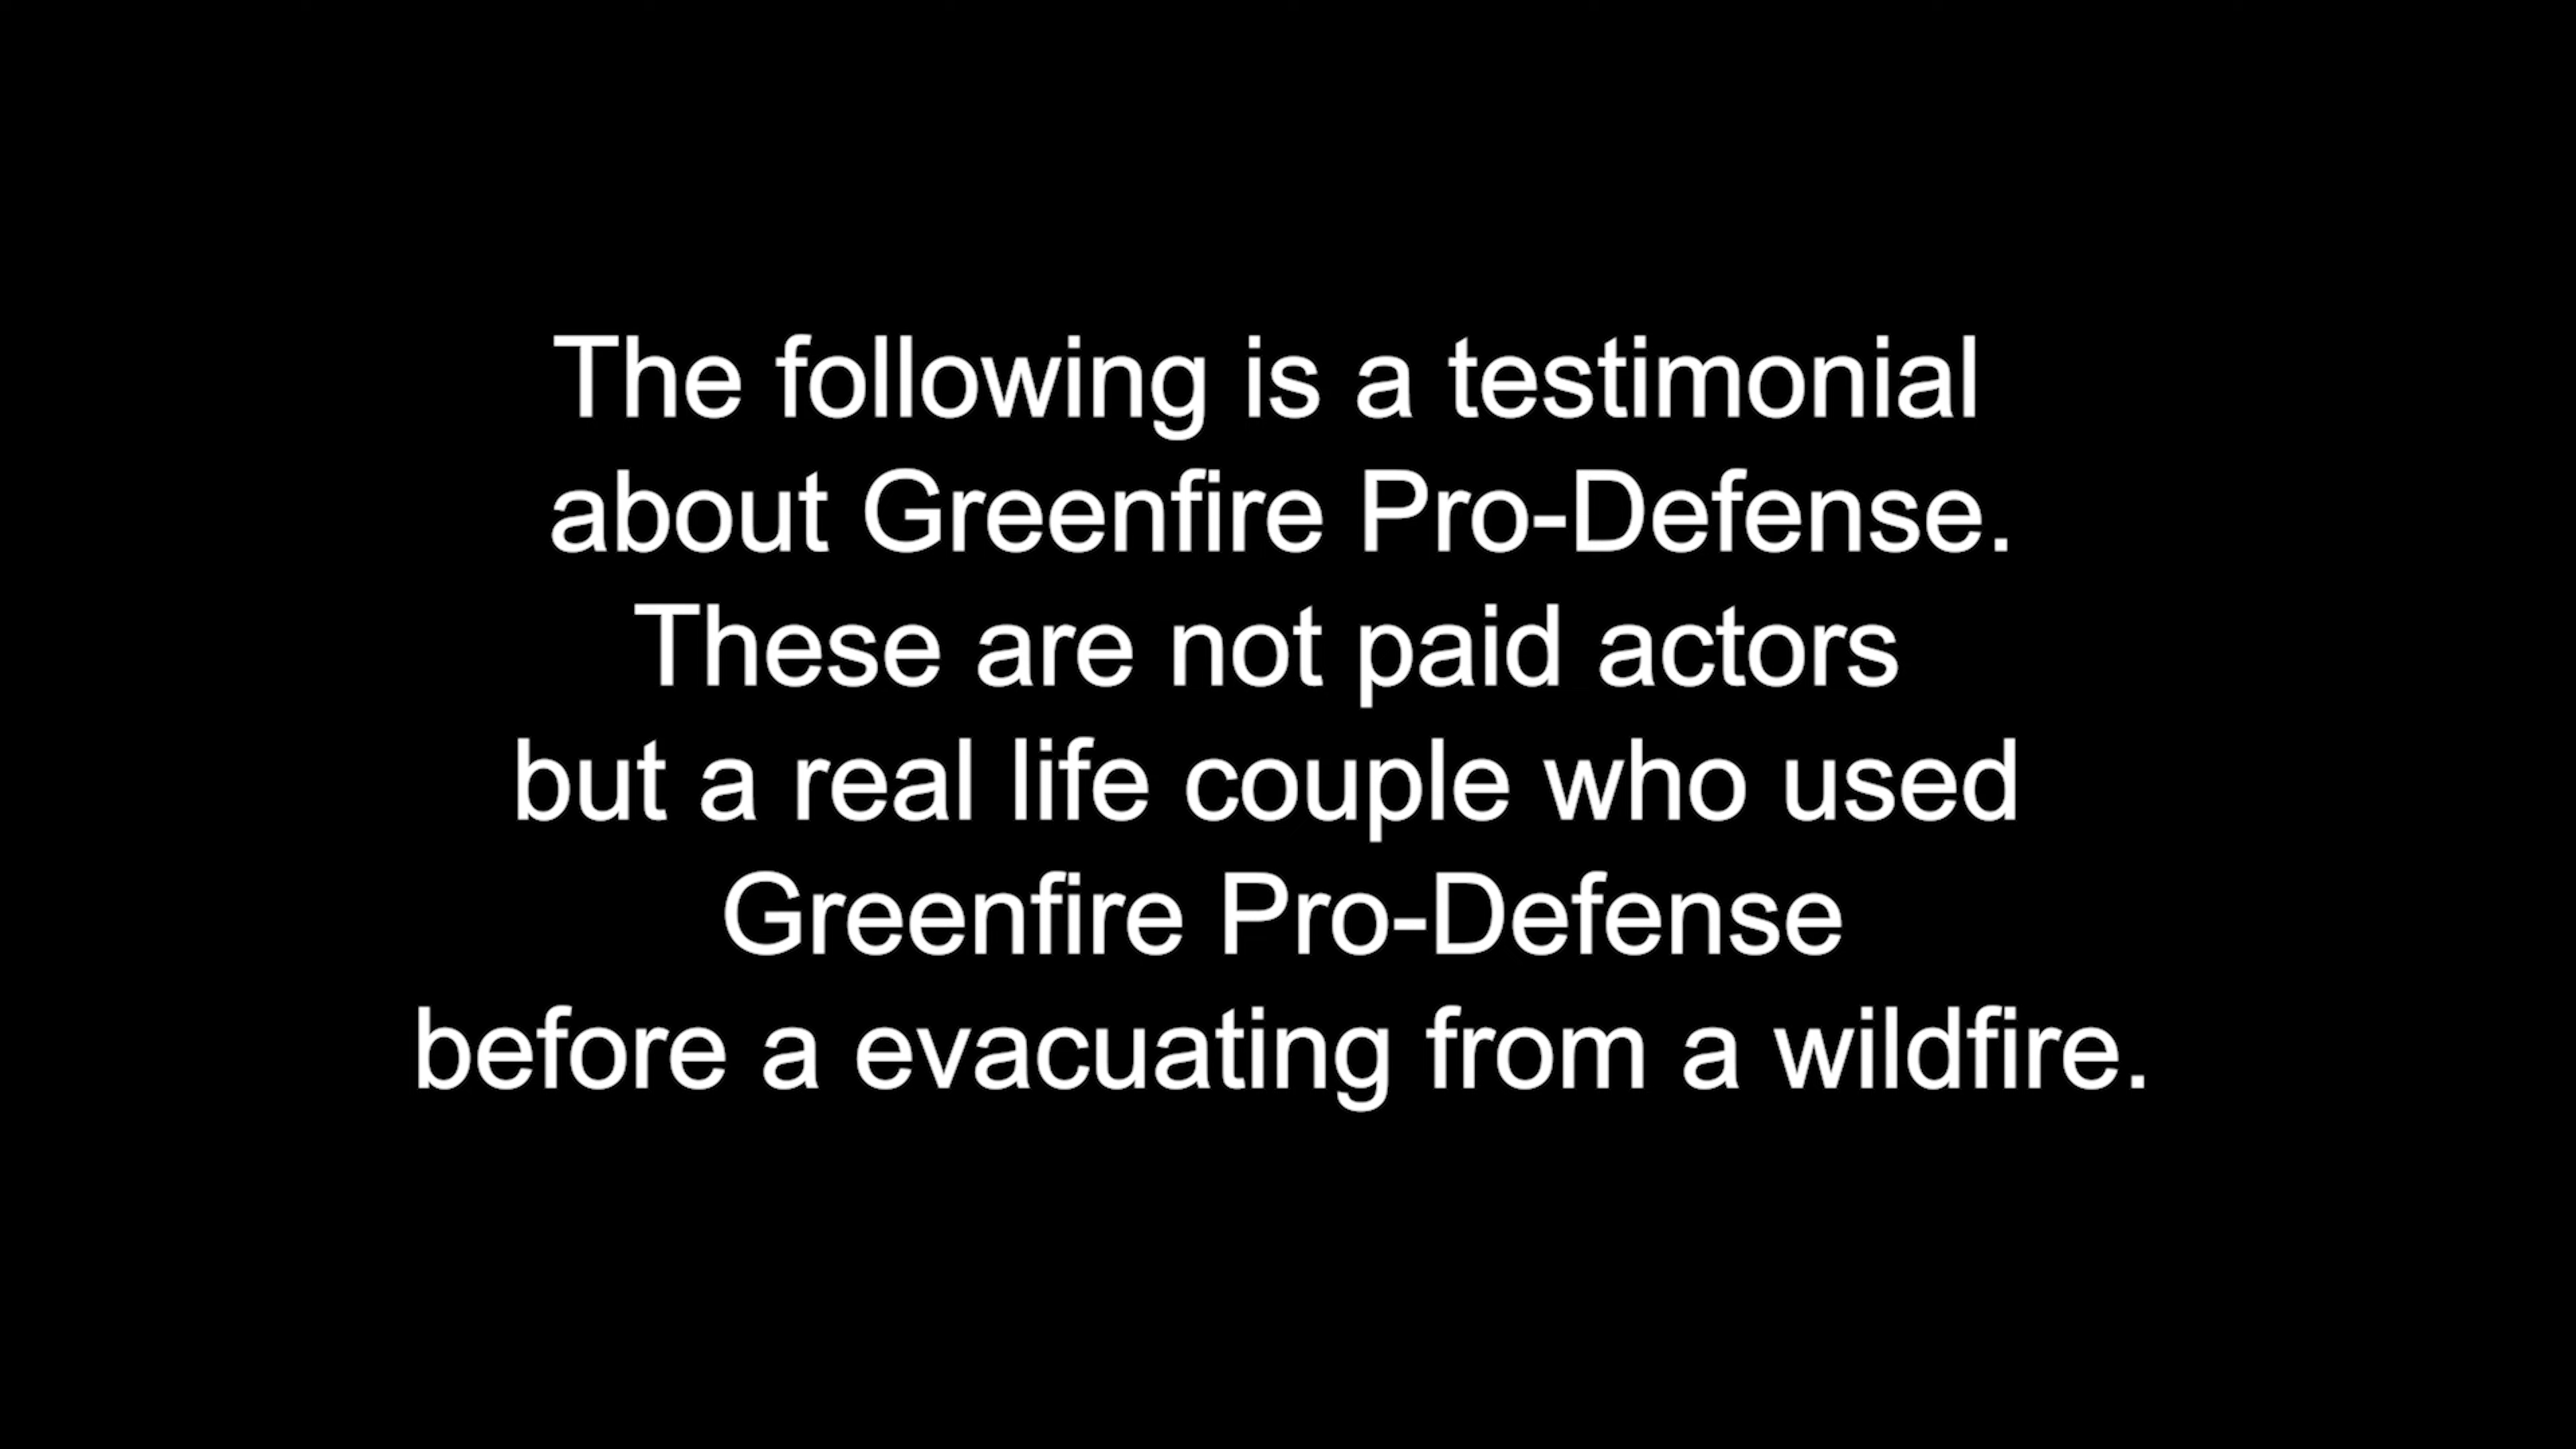 The following is a testimonial
about Greenfire Pro-Defense.
These are not paid actors
but a real life couple who used
Greenfire Pro-Defense
before a evacuating from a wildfire.